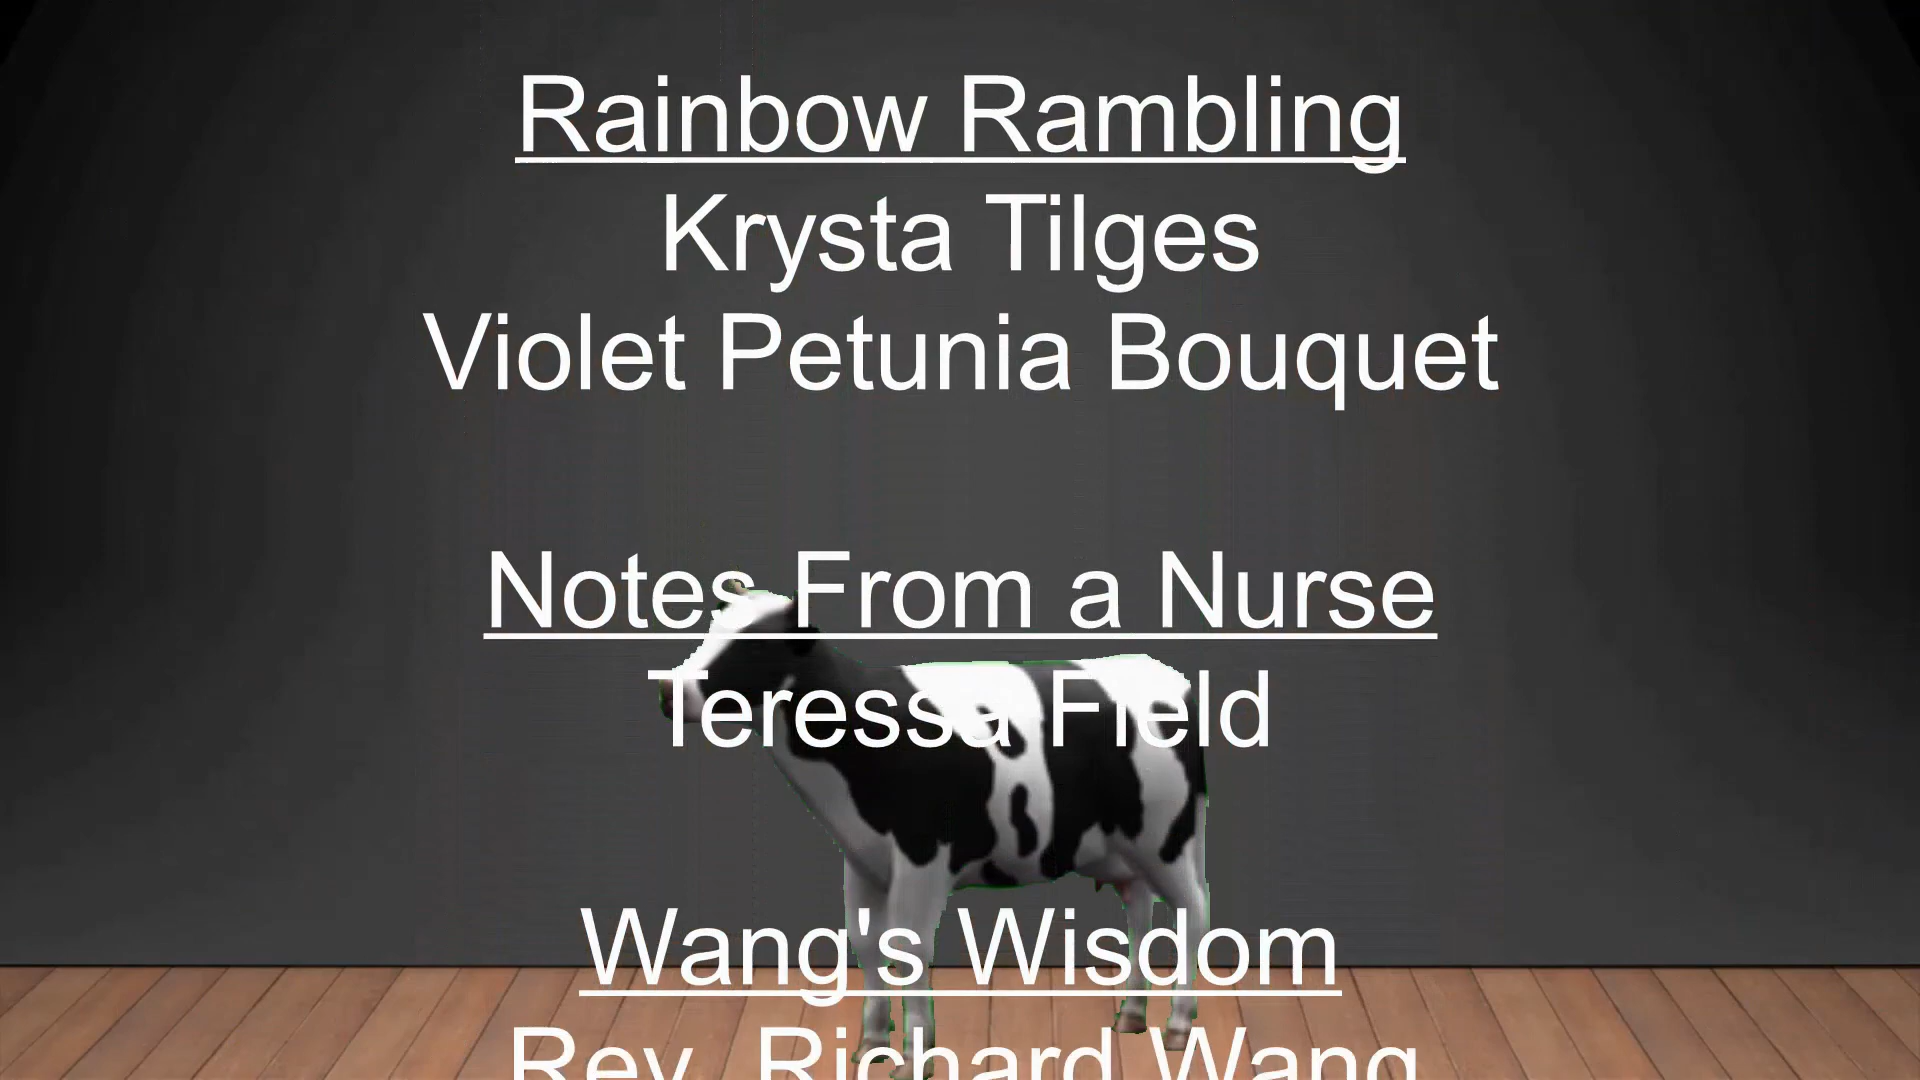 Rainbow Rambling
Krysta Tilges
Violet Petunia Bouquet
Notes From a Nurse
Teressa Field
Wang's Wisdom
Rev. Richard Wang